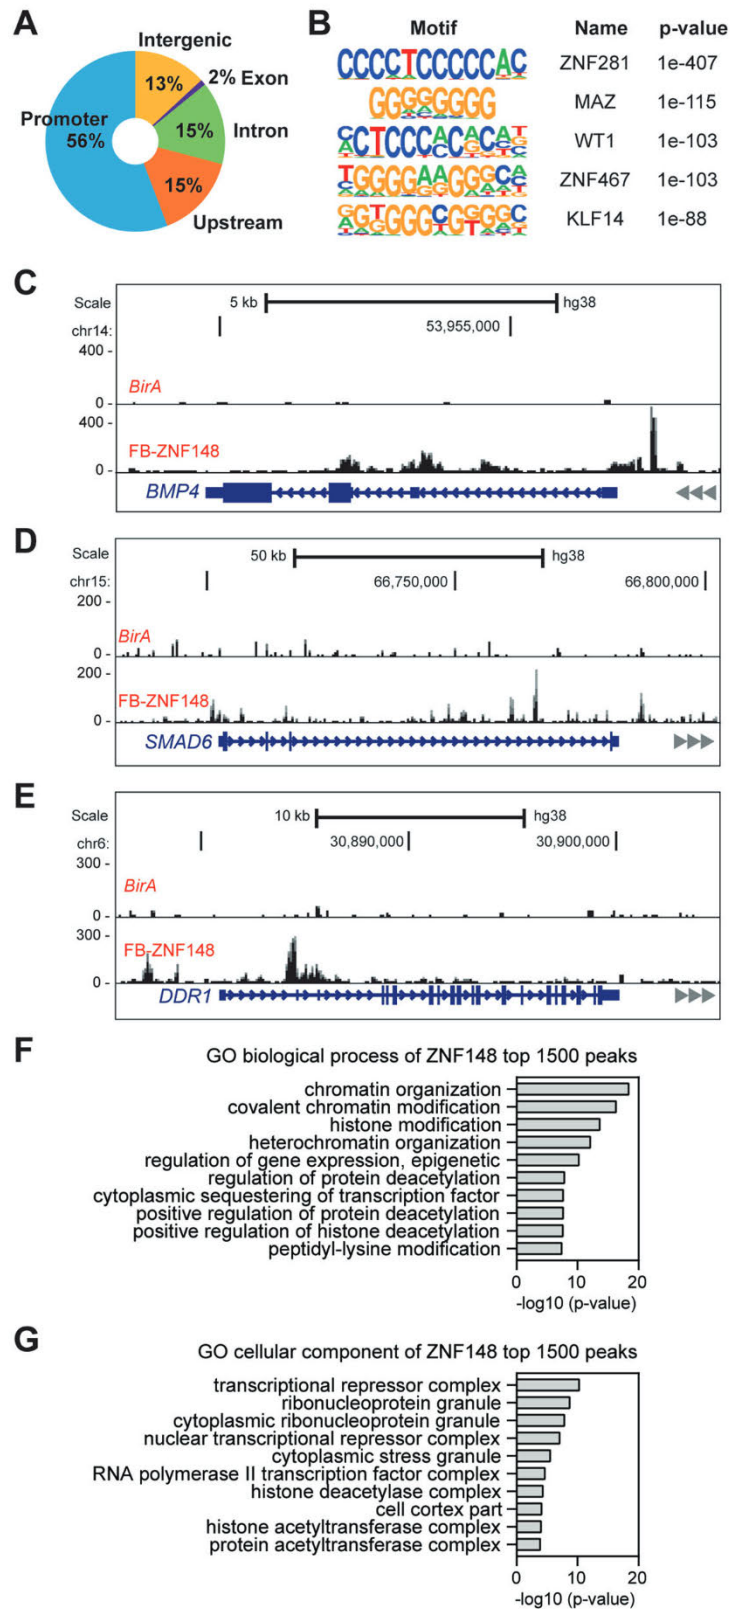 A
Intergenic
13%
2% Exon
Promoter
56%
15%
Intron
15%
Upstream
B
Motif Name p-value
CCCCTCCCCCAC ZNF281 1e-407
GGGGGGGG MAZ 1e-115
CTCCCACACA WT1 1e-103
TGGGGAAGGGCA ZNF467 1e-103
GGTGGGCGGGGC KLF14 1e-88
C
Scale 5 kb hg38
chr14: 53,955,000
400 -
BirA
0 -
400 -
FB-ZNF148
0 -
BMP4
D
Scale 50 kb hg38
chr15: 66,750,000 66,800,000
200 -
BirA
0 -
200 -
FB-ZNF148
0 -
SMAD6
E
Scale 10 kb hg38
chr6: 30,890,000 30,900,000
300 -
BirA
0 -
300 -
FB-ZNF148
0 -
DDR1
F
GO biological process of ZNF148 top 1500 peaks
chromatin organization
covalent chromatin modification
histone modification
heterochromatin organization
regulation of gene expression, epigenetic
regulation of protein deacetylation
cytoplasmic sequestering of transcription factor
positive regulation of protein deacetylation
positive regulation of histone deacetylation
peptidyl-lysine modification
0 10 20
-log10 (p-value)
G
GO cellular component of ZNF148 top 1500 peaks
transcriptional repressor complex
ribonucleoprotein granule
cytoplasmic ribonucleoprotein granule
nuclear transcriptional repressor complex
cytoplasmic stress granule
RNA polymerase II transcription factor complex
histone deacetylase complex
cell cortex part
histone acetyltransferase complex
protein acetyltransferase complex
0 10 20
-log10 (p-value)